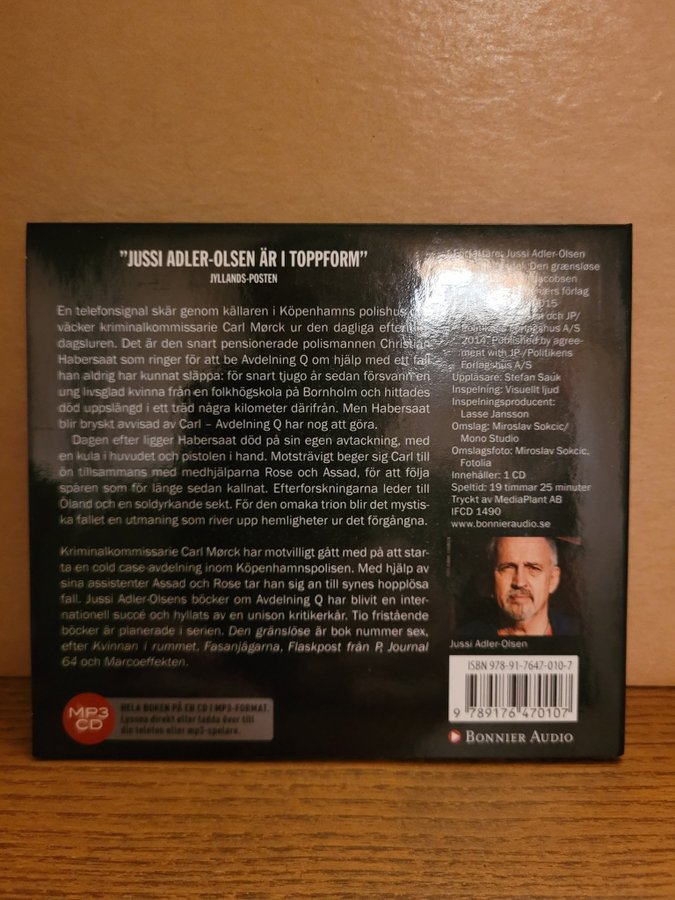 ”JUSSI ADLER-OLSEN ÄR I TOPPFORM”
JYLLANDS-POSTEN
En telefonsignal skär genom källaren i Köpenhamns polishus
väcker kriminalkommissarie Carl Mørck ur den dagliga
dagsluren. Det är den snart pensionerade polismannen Christian
Habersaat som ringer för att be Avdelning Q om hjälp med ett fall
han aldrig har kunnat släppa: för snart tjugo år sedan försvann en
ung livsglad kvinna från en folkhögskola på Bornholm och hittades
död uppslängd i ett träd några kilometer därifrån. Men Habersaat
blir bryskt avvisad av Carl – Avdelning Q har nog att göra.
Dagen efter ligger Habersaat död på sin egen avtackning, med
en kula i huvudet och pistolen i hand. Motsträvigt beger sig Carl till
ön tillsammans med medhjälparna Rose och Assad, för att följa
spåren som för länge sedan kallnat. Efterforskningarna leder till
Öland och en soldyrkande sekt. För den omaka trion blir det mystis-
ka fallet en utmaning som river upp hemligheter ur det förgångna.
Kriminalkommissarie Carl Mørck har motvilligt gått med på att star-
ta en cold case-avdelning inom Köpenhamnspolisen. Med hjälp av
sina assistenter Assad och Rose tar han sig an till synes hopplösa
fall. Jussi Adler-Olsens böcker om Avdelning Q har blivit en inter-
nationell succé och hyllats av en unison kritikerkår. Tio fristående
böcker är planerade i serien. Den gränslöse är bok nummer sex,
efter Kvinnan i rummet, Fasanjägarna, Flaskpost från P, Journal
64 och Marcoeffekten.
MP3
CD
HELA BOKEN PÅ EN CD I MP3-FORMAT.
Lyssna direkt eller ladda över till
din telefon eller mp3-spelare.
Författare: Jussi Adler-Olsen
Den grænsløse
Jacobsen
förlag
2015
och JP/
Politikens Forlagshus A/S
2014. Published by agree-
ment with JP-/Politikens
Forlagshus A/S
Uppläsare: Stefan Sauk
Inspelning: Visuellt ljud
Inspelningsproducent:
Lasse Jansson
Omslag: Miroslav Sokcic/
Mono Studio
Omslagsfoto: Miroslav Sokcic,
Fotolia
Innehåller: 1 CD
Speltid: 19 timmar 25 minuter
Tryckt av MediaPlant AB
IFCD 1490
www.bonnieraudio.se
Jussi Adler-Olsen
ISBN 978-91-7647-010-7
9 789176 470107
BONNIER AUDIO